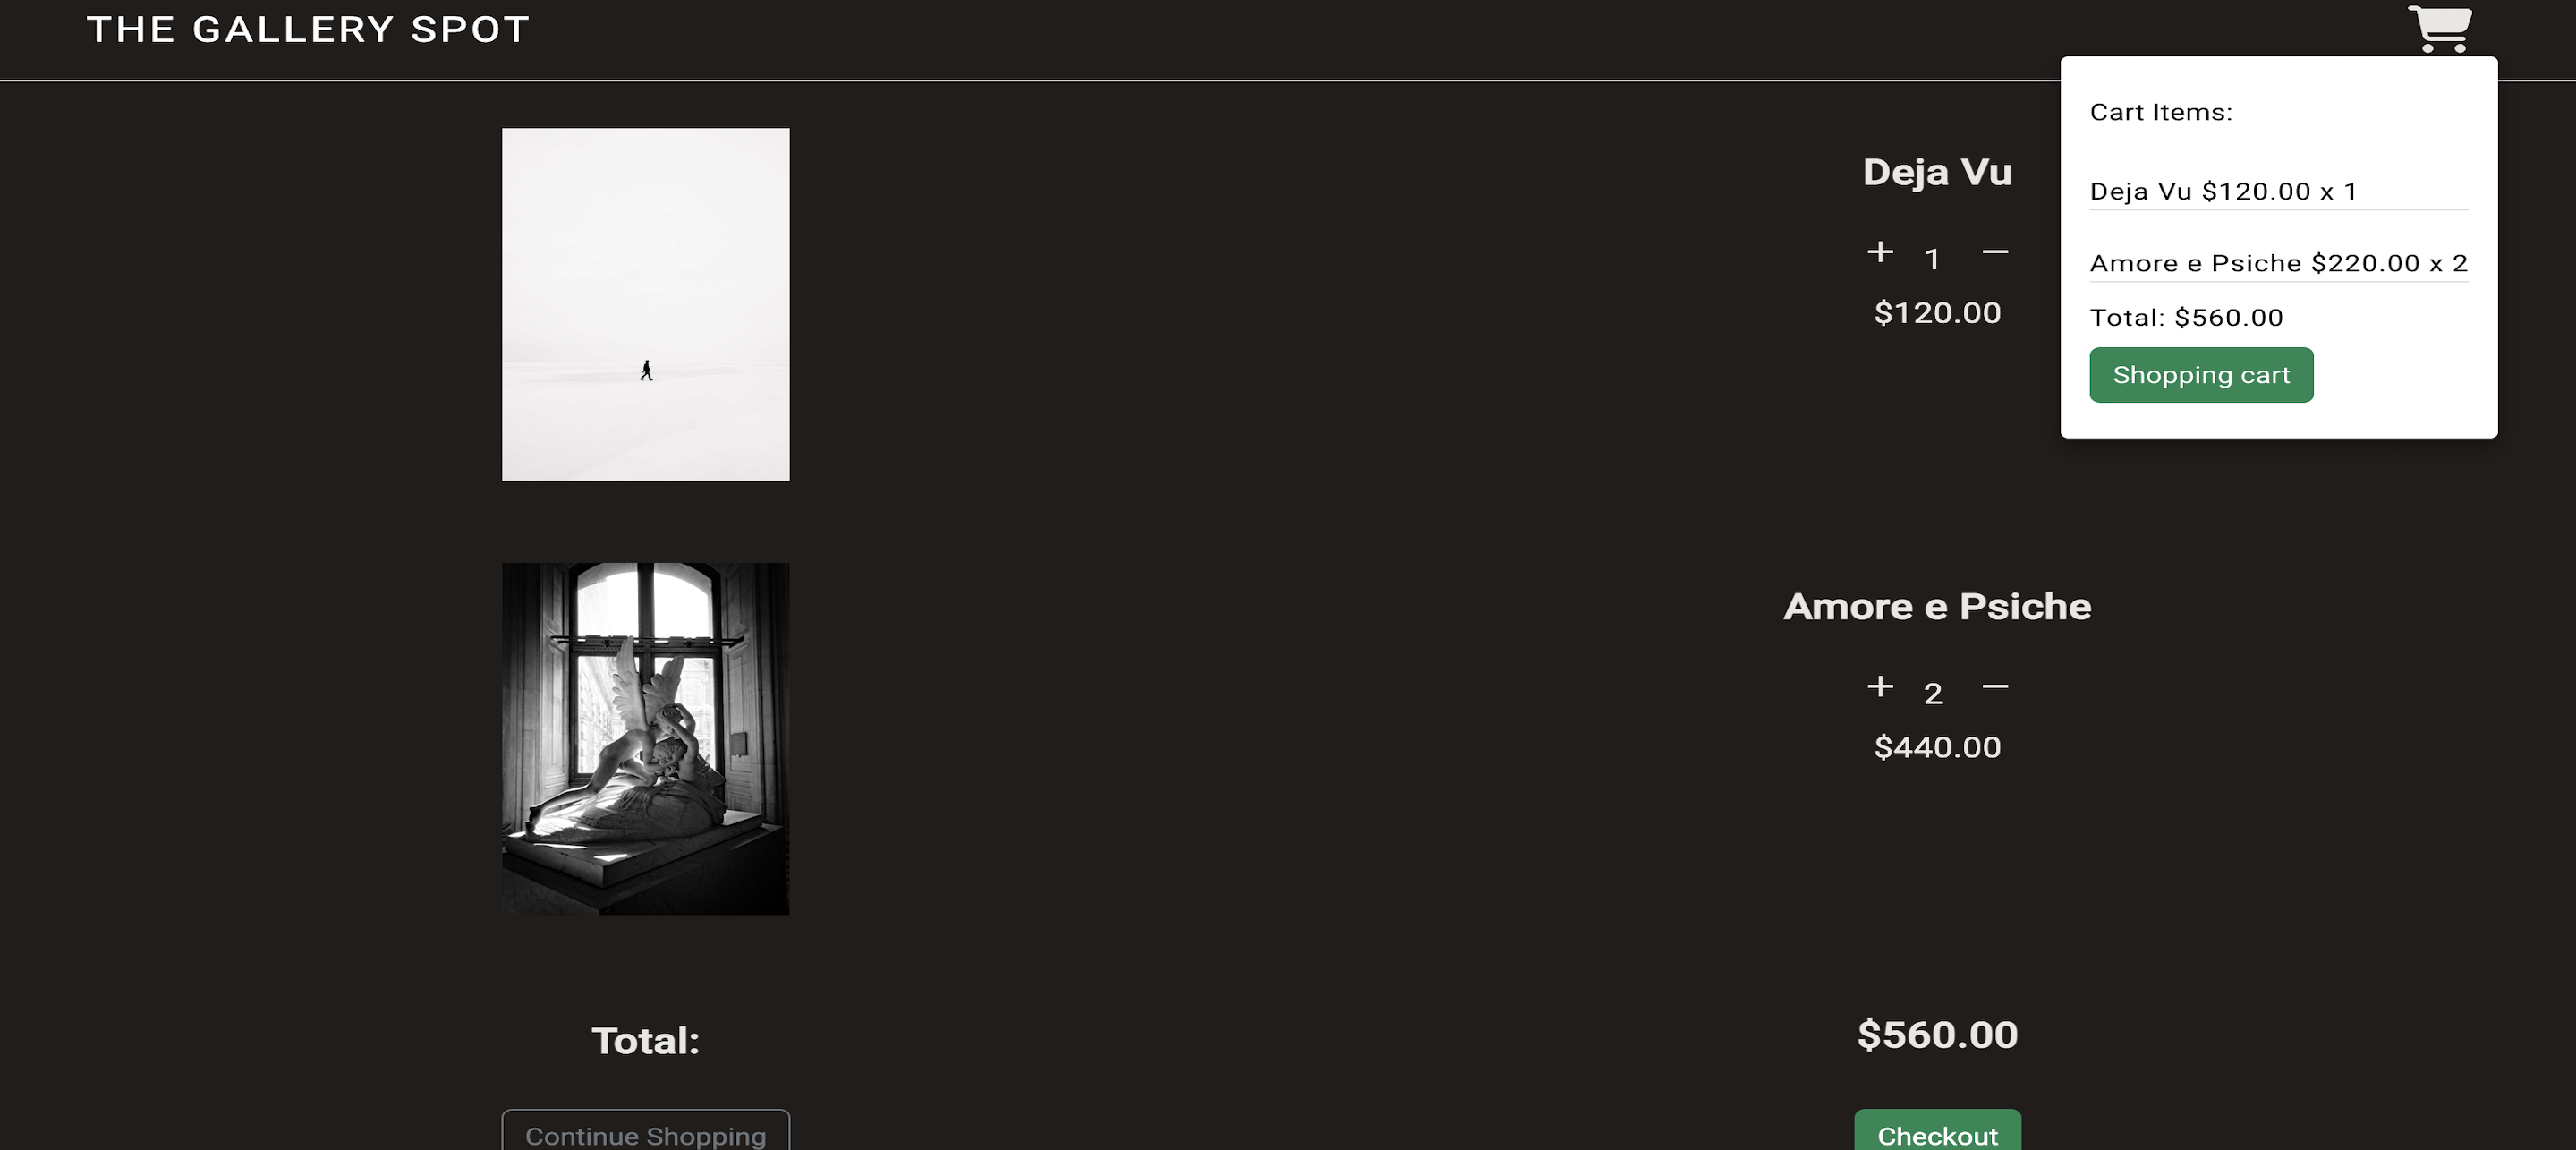 THE GALLERY SPOT
Cart Items:
Deja Vu $120.00 x 1
Amore e Psiche $220.00 x 2
Total: $560.00
Shopping cart
Deja Vu
+ 1 −
$120.00
Amore e Psiche
+ 2 −
$440.00
Total:
$560.00
Continue Shopping
Checkout